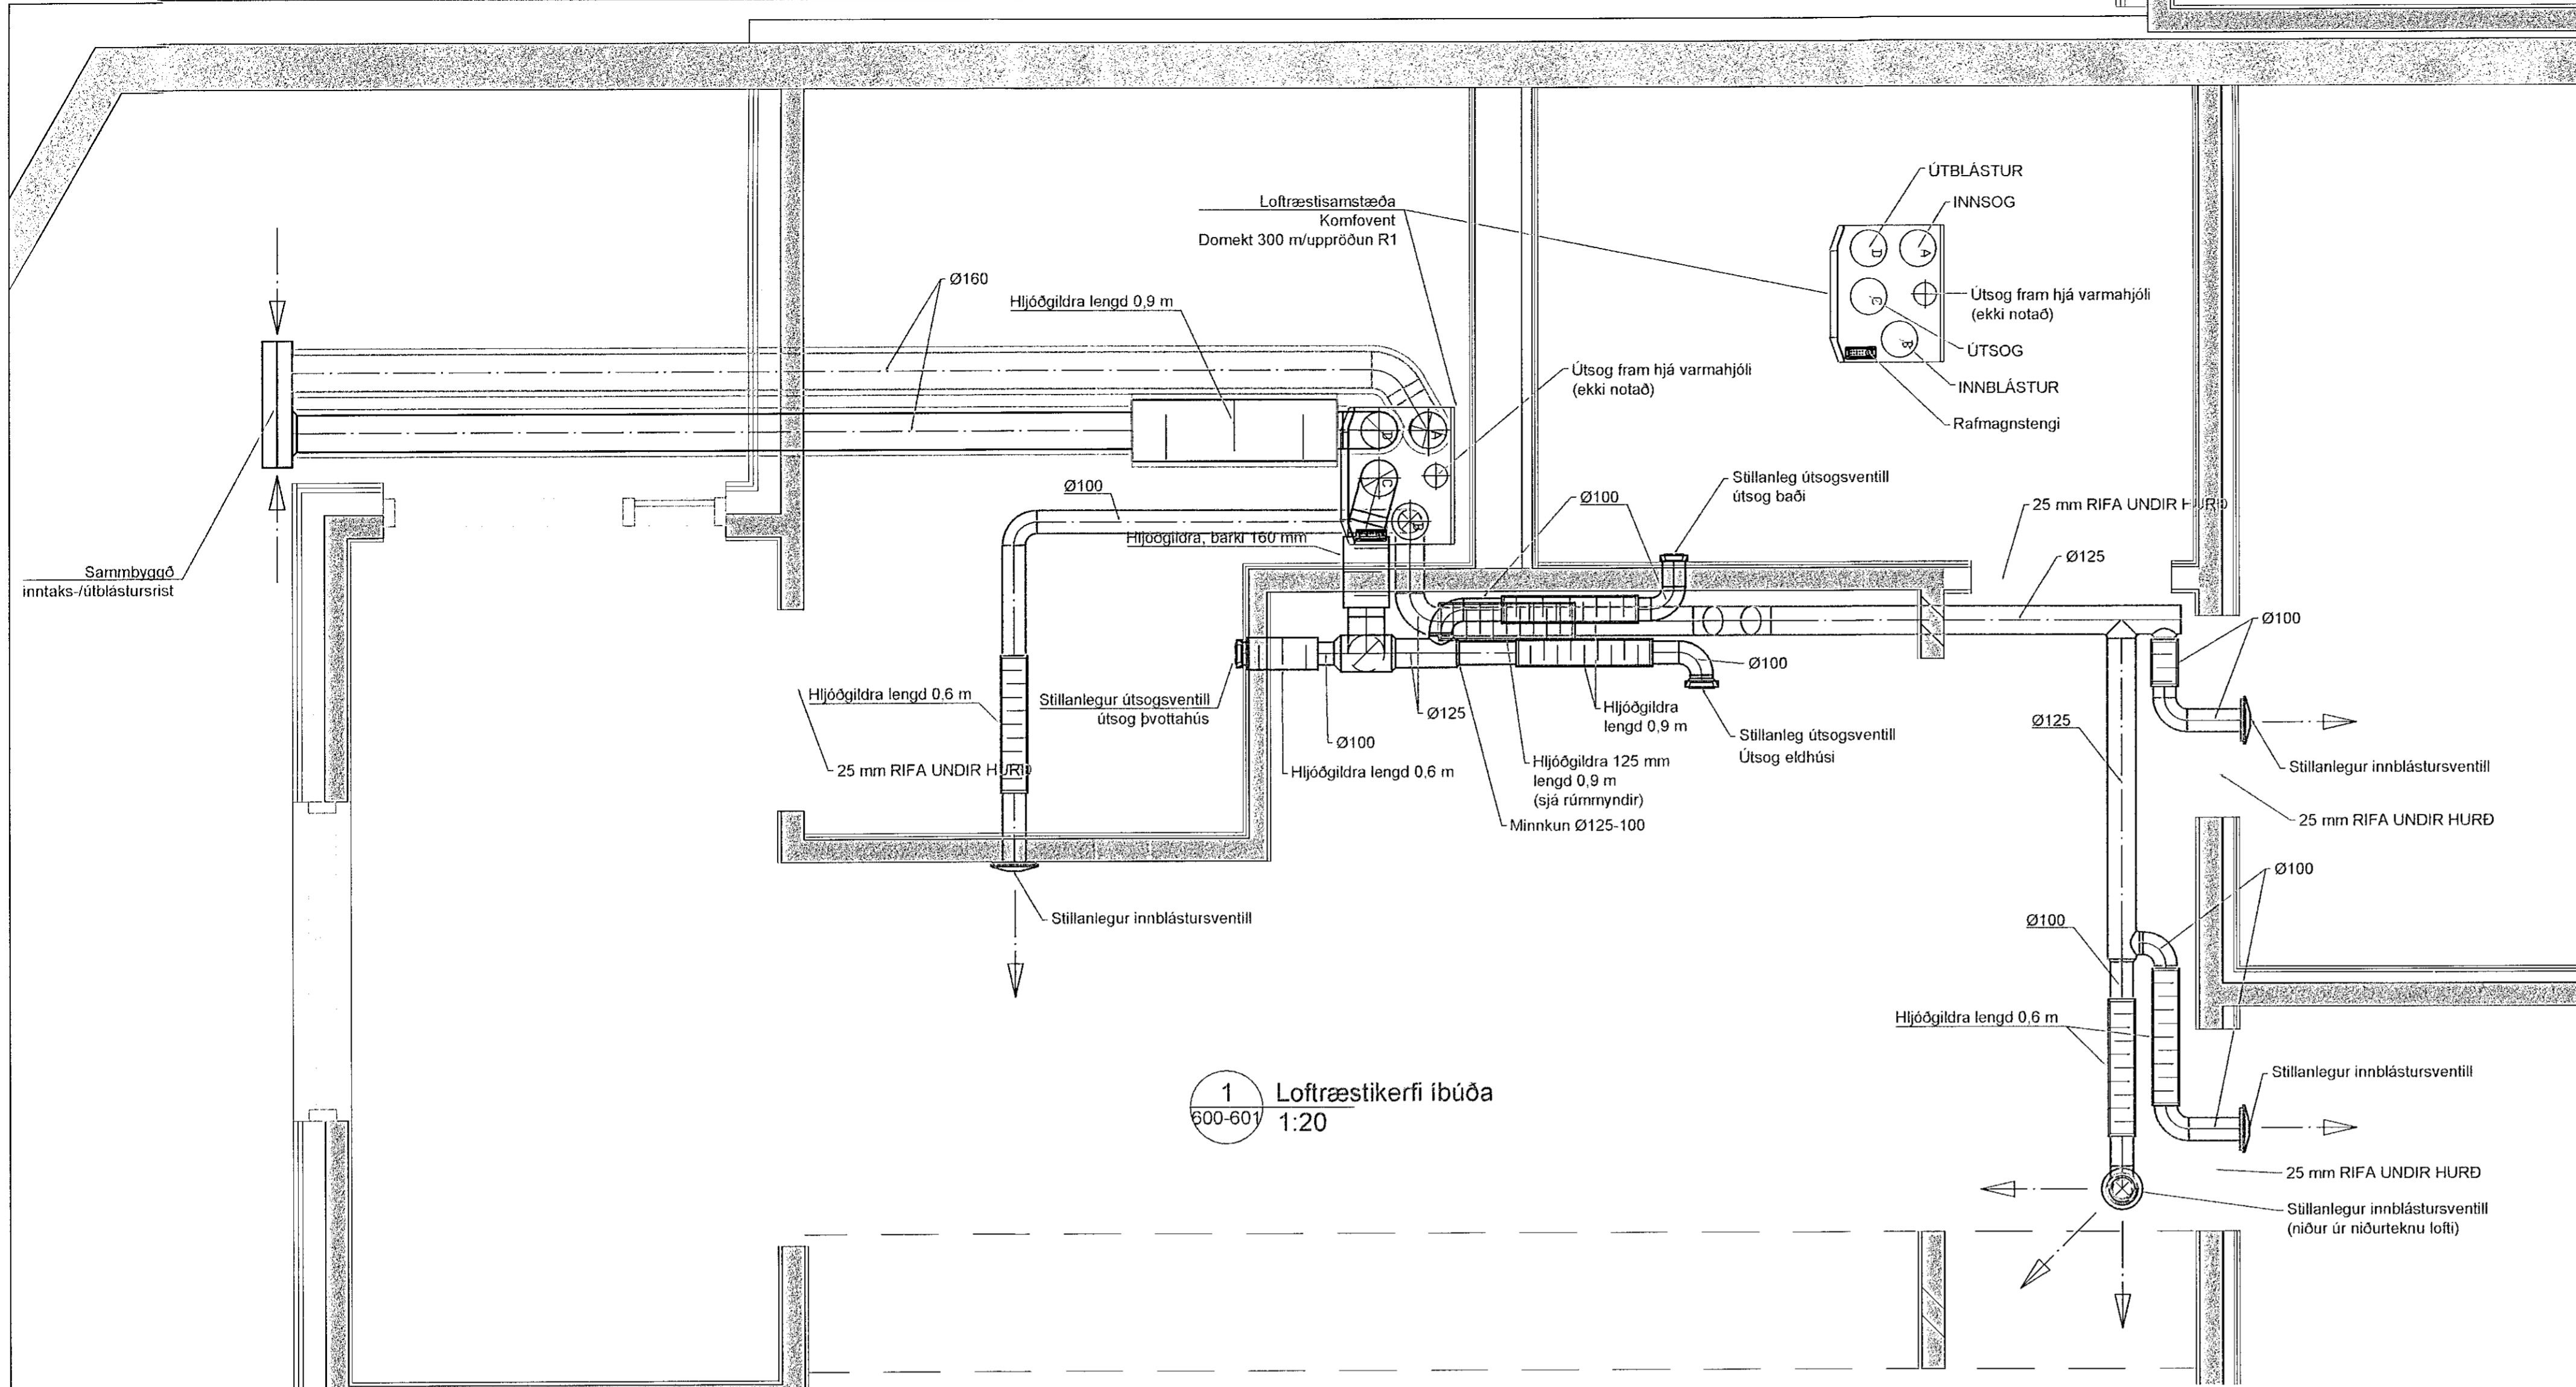 ÚTBLÁSTUR
INNSOG
Loftræstisamstæða
Komfovent
Domekt 300 m/uppröðun R1
D
A
C
B
Útsog fram hjá varmahjóli
(ekki notað)
ÚTSOG
INNBLÁSTUR
Rafmagnstengi
Ø160
Hljóðgildra lengd 0,9 m
Útsog fram hjá varmahjóli
(ekki notað)
D
A
C
B
Ø100
Hljóðgildra, barki 160 mm
Ø100
Stillanleg útsogsventill
útsog baði
25 mm RIFA UNDIR HURÐ
Ø125
Sammbyggð
inntaks-/útblástursrist
Ø100
Hljóðgildra lengd 0,6 m
25 mm RIFA UNDIR HURÐ
Stillanlegur útsogsventill
útsog þvottahús
Ø100
Hljóðgildra lengd 0,6 m
Ø125
Hljóðgildra
lengd 0,9 m
Ø100
Stillanleg útsogsventill
Útsog eldhúsi
Hljóðgildra 125 mm
lengd 0,9 m
(sjá rúmmyndir)
Minnkun Ø125-100
Ø125
Stillanlegur innblástursventill
25 mm RIFA UNDIR HURÐ
Ø100
Stillanlegur innblástursventill
Ø100
Hljóðgildra lengd 0,6 m
Stillanlegur innblástursventill
25 mm RIFA UNDIR HURÐ
Stillanlegur innblástursventill
(niður úr niðurteknu lofti)
1
600-601
Loftræstikerfi íbúða
1:20